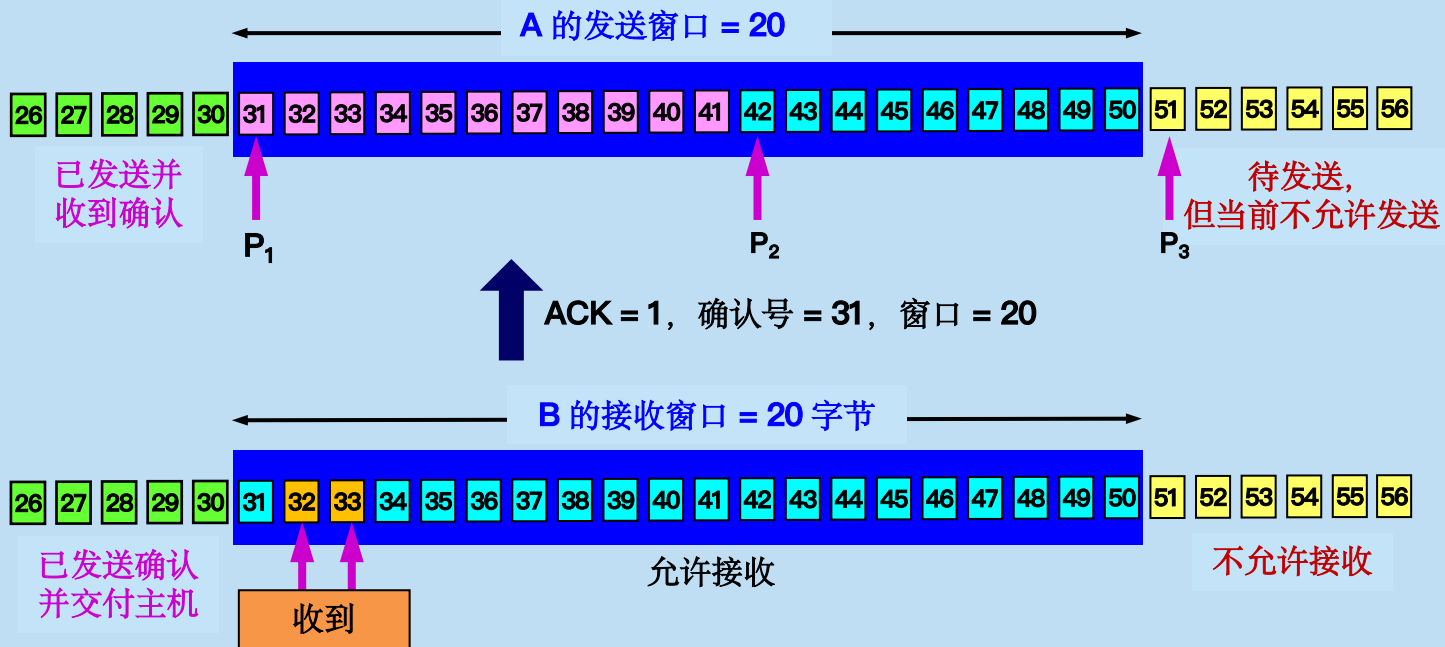 A 的发送窗口 = 20
26 27 28 29 30 31 32 33 34 35 36 37 38 39 40 41 42 43 44 45 46 47 48 49 50 51 52 53 54 55 56
已发送并
收到确认
待发送，
但当前不允许发送
P1
P2
P3
ACK = 1，确认号 = 31，窗口 = 20
B 的接收窗口 = 20 字节
26 27 28 29 30 31 32 33 34 35 36 37 38 39 40 41 42 43 44 45 46 47 48 49 50 51 52 53 54 55 56
已发送确认
并交付主机
允许接收
不允许接收
收到